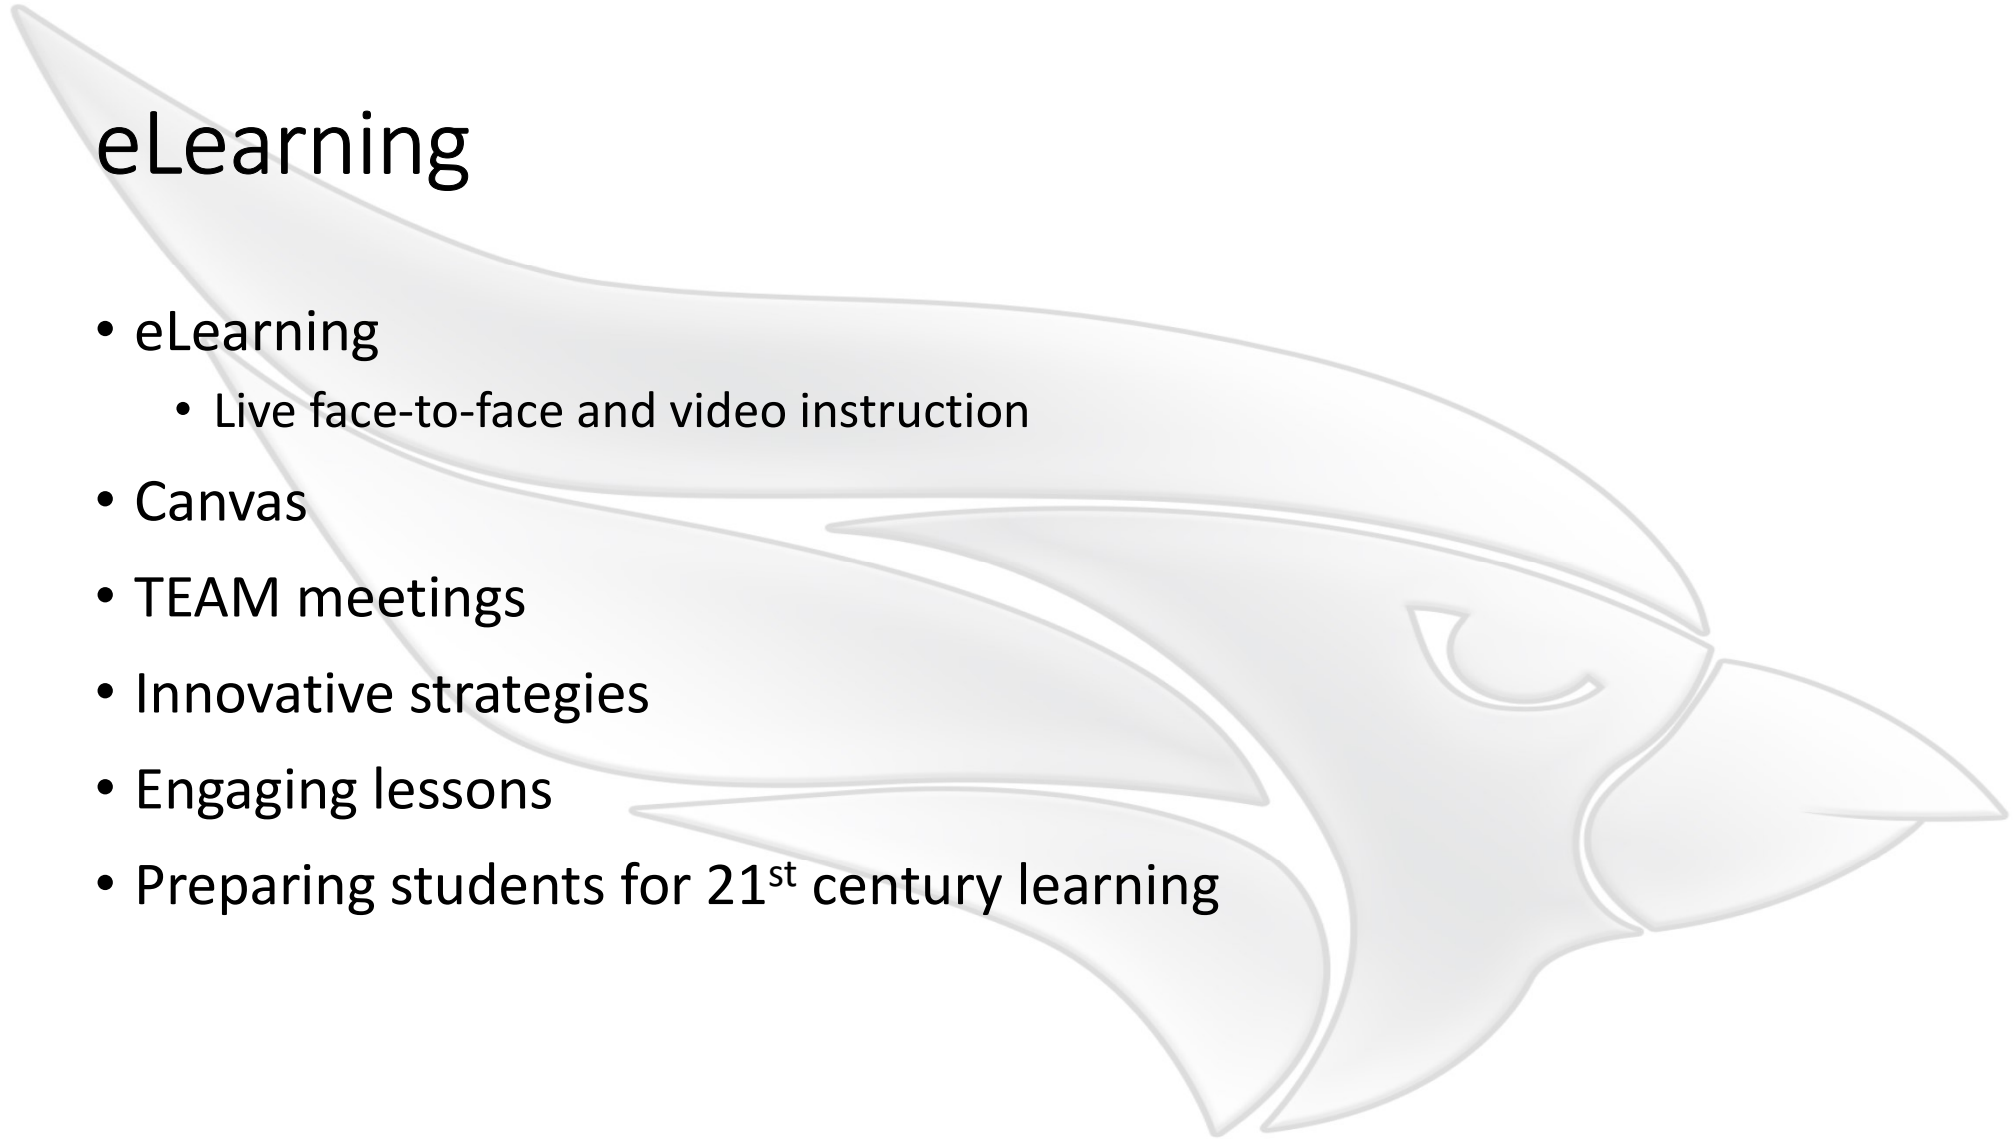 eLearning
• eLearning
• Live face-to-face and video instruction
• Canvas
• TEAM meetings
• Innovative strategies
• Engaging lessons
• Preparing students for 21st century learning